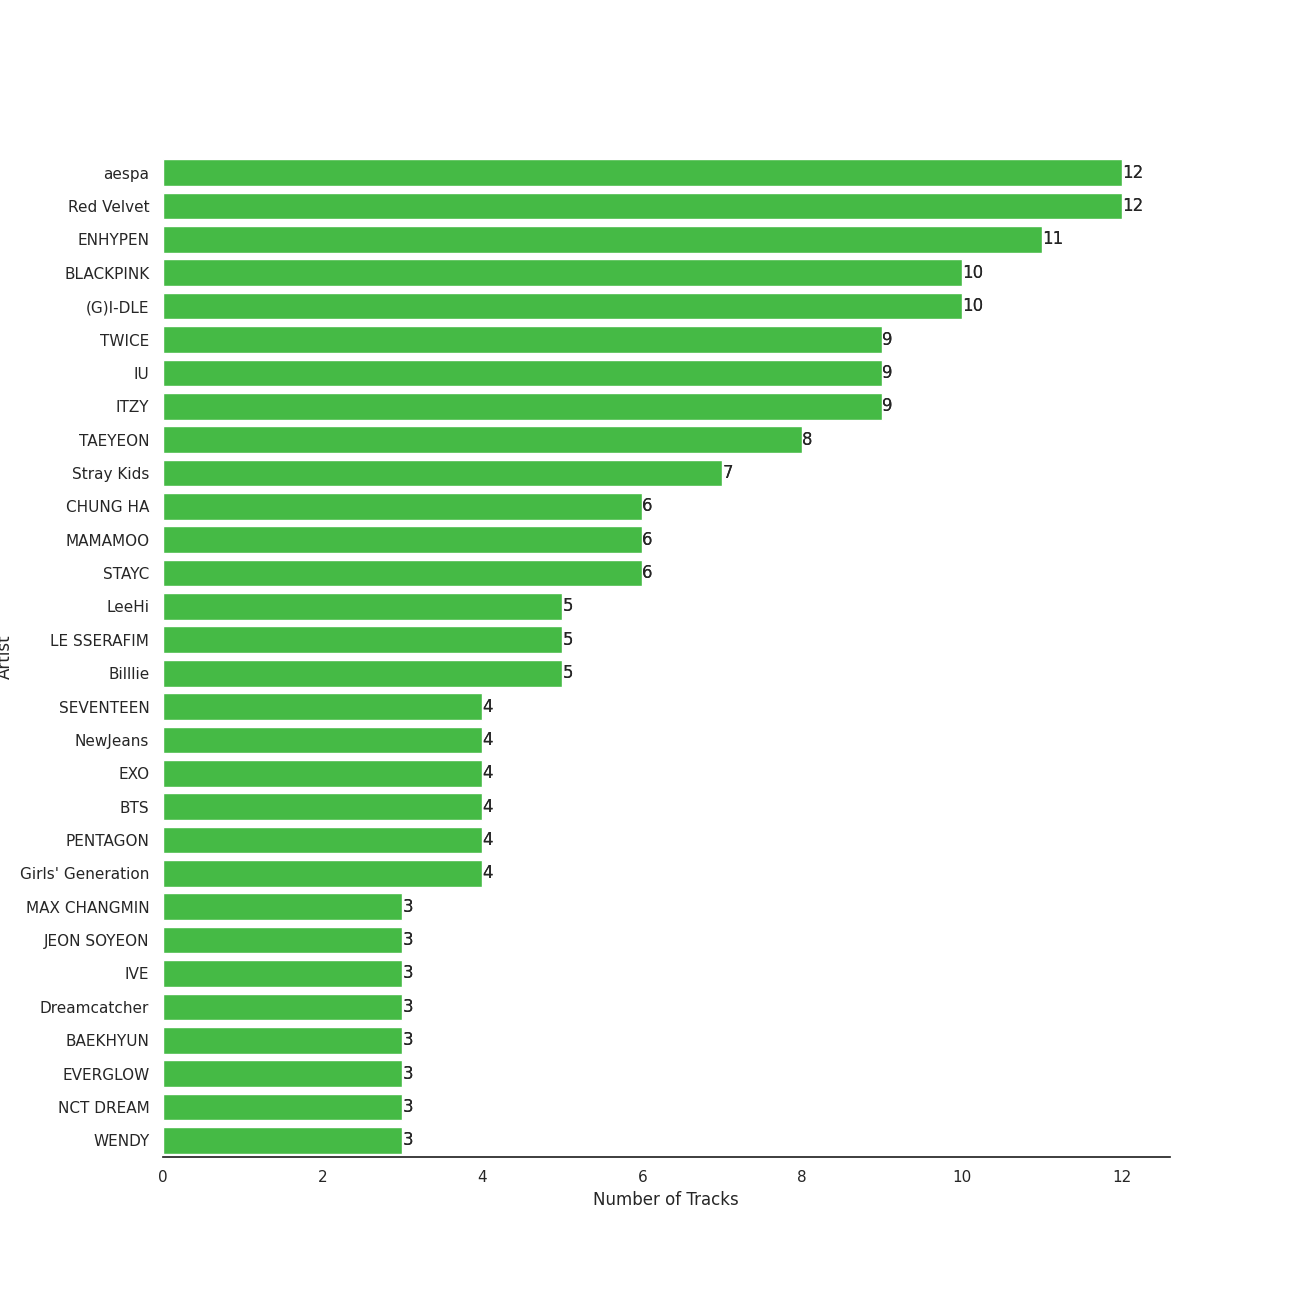 aespa 12
Red Velvet 12
ENHYPEN 11
BLACKPINK 10
(G)I-DLE 10
TWICE 9
IU 9
ITZY 9
TAEYEON 8
Stray Kids 7
CHUNG HA 6
MAMAMOO 6
STAYC 6
LeeHi 5
LE SSERAFIM 5
Billlie 5
SEVENTEEN 4
NewJeans 4
EXO 4
BTS 4
PENTAGON 4
Girls' Generation 4
MAX CHANGMIN 3
JEON SOYEON 3
IVE 3
Dreamcatcher 3
BAEKHYUN 3
EVERGLOW 3
NCT DREAM 3
WENDY 3
0 2 4 6 8 10 12
Number of Tracks
Artist